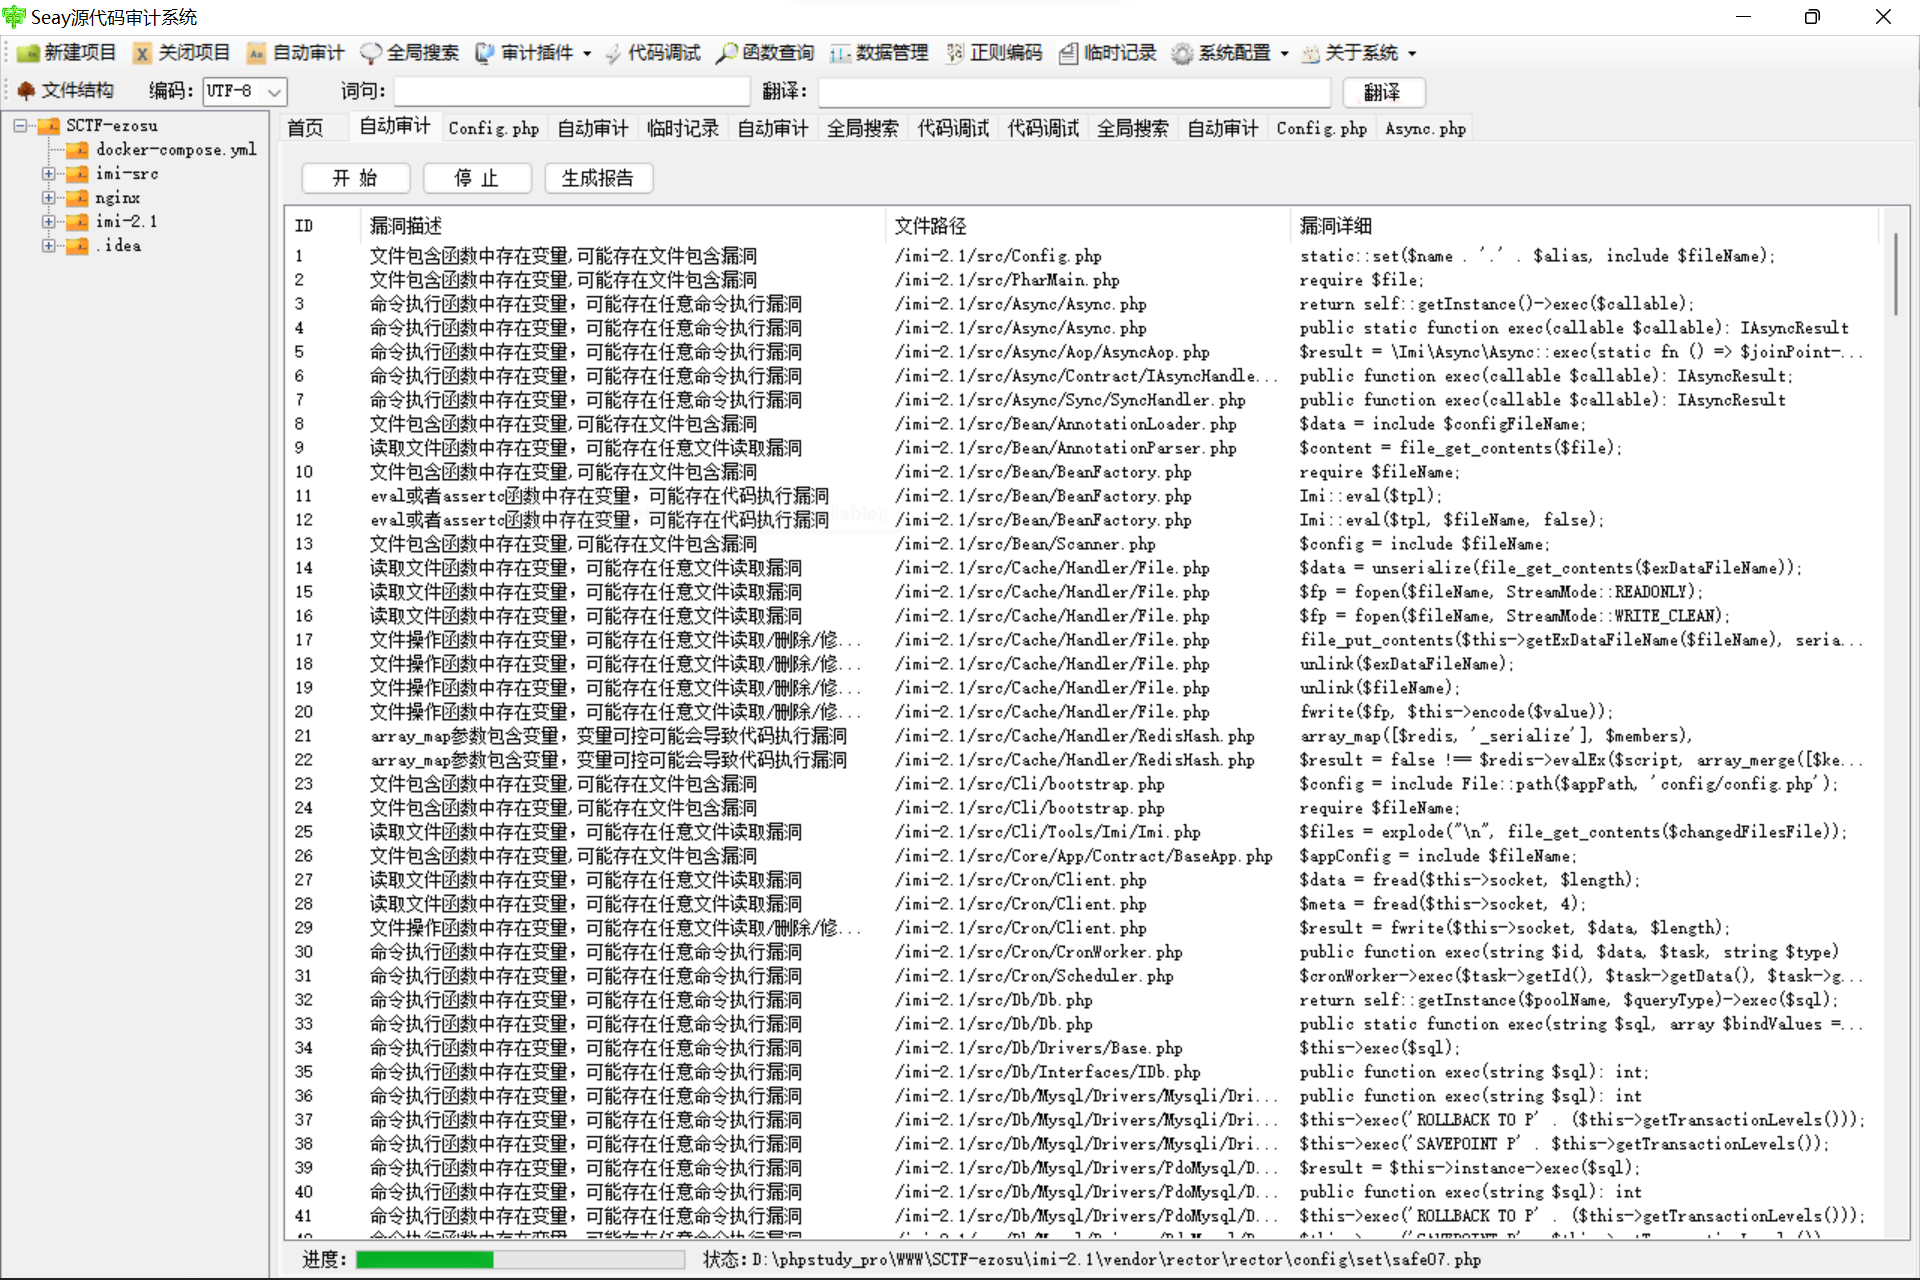 Seay源代码审计系统
新建项目 关闭项目 自动审计 全局搜索 审计插件 代码调试 函数查询 数据管理 正则编码 临时记录 系统配置 关于系统
文件结构 编码: UTF-8 词句: 翻译: 翻译
SCTF-ezosu
docker-compose.yml
imi-src
nginx
imi-2.1
.idea
首页 自动审计 Config.php 自动审计 临时记录 自动审计 全局搜索 代码调试 代码调试 全局搜索 自动审计 Config.php Async.php
开 始 停 止 生成报告
ID 漏洞描述 文件路径 漏洞详细
1 文件包含函数中存在变量,可能存在文件包含漏洞 /imi-2.1/src/Config.php static::set($name . '.' . $alias, include $fileName);
2 文件包含函数中存在变量,可能存在文件包含漏洞 /imi-2.1/src/PharMain.php require $file;
3 命令执行函数中存在变量，可能存在任意命令执行漏洞 /imi-2.1/src/Async/Async.php return self::getInstance()->exec($callable);
4 命令执行函数中存在变量，可能存在任意命令执行漏洞 /imi-2.1/src/Async/Async.php public static function exec(callable $callable): IAsyncResult
5 命令执行函数中存在变量，可能存在任意命令执行漏洞 /imi-2.1/src/Async/Aop/AsyncAop.php $result = \Imi\Async\Async::exec(static fn () => $joinPoint-...
6 命令执行函数中存在变量，可能存在任意命令执行漏洞 /imi-2.1/src/Async/Contract/IAsyncHandle... public function exec(callable $callable): IAsyncResult;
7 命令执行函数中存在变量，可能存在任意命令执行漏洞 /imi-2.1/src/Async/Sync/SyncHandler.php public function exec(callable $callable): IAsyncResult
8 文件包含函数中存在变量,可能存在文件包含漏洞 /imi-2.1/src/Bean/AnnotationLoader.php $data = include $configFileName;
9 读取文件函数中存在变量，可能存在任意文件读取漏洞 /imi-2.1/src/Bean/AnnotationParser.php $content = file_get_contents($file);
10 文件包含函数中存在变量,可能存在文件包含漏洞 /imi-2.1/src/Bean/BeanFactory.php require $fileName;
11 eval或者assertc函数中存在变量，可能存在代码执行漏洞 /imi-2.1/src/Bean/BeanFactory.php Imi::eval($tpl);
12 eval或者assertc函数中存在变量，可能存在代码执行漏洞 /imi-2.1/src/Bean/BeanFactory.php Imi::eval($tpl, $fileName, false);
13 文件包含函数中存在变量,可能存在文件包含漏洞 /imi-2.1/src/Bean/Scanner.php $config = include $fileName;
14 读取文件函数中存在变量，可能存在任意文件读取漏洞 /imi-2.1/src/Cache/Handler/File.php $data = unserialize(file_get_contents($exDataFileName));
15 读取文件函数中存在变量，可能存在任意文件读取漏洞 /imi-2.1/src/Cache/Handler/File.php $fp = fopen($fileName, StreamMode::READONLY);
16 读取文件函数中存在变量，可能存在任意文件读取漏洞 /imi-2.1/src/Cache/Handler/File.php $fp = fopen($fileName, StreamMode::WRITE_CLEAN);
17 文件操作函数中存在变量，可能存在任意文件读取/删除/修... /imi-2.1/src/Cache/Handler/File.php file_put_contents($this->getExDataFileName($fileName), seria...
18 文件操作函数中存在变量，可能存在任意文件读取/删除/修... /imi-2.1/src/Cache/Handler/File.php unlink($exDataFileName);
19 文件操作函数中存在变量，可能存在任意文件读取/删除/修... /imi-2.1/src/Cache/Handler/File.php unlink($fileName);
20 文件操作函数中存在变量，可能存在任意文件读取/删除/修... /imi-2.1/src/Cache/Handler/File.php fwrite($fp, $this->encode($value));
21 array_map参数包含变量，变量可控可能会导致代码执行漏洞 /imi-2.1/src/Cache/Handler/RedisHash.php array_map([$redis, '_serialize'], $members),
22 array_map参数包含变量，变量可控可能会导致代码执行漏洞 /imi-2.1/src/Cache/Handler/RedisHash.php $result = false !== $redis->evalEx($script, array_merge([$ke...
23 文件包含函数中存在变量,可能存在文件包含漏洞 /imi-2.1/src/Cli/bootstrap.php $config = include File::path($appPath, 'config/config.php');
24 文件包含函数中存在变量,可能存在文件包含漏洞 /imi-2.1/src/Cli/bootstrap.php require $fileName;
25 读取文件函数中存在变量，可能存在任意文件读取漏洞 /imi-2.1/src/Cli/Tools/Imi/Imi.php $files = explode("\n", file_get_contents($changedFilesFile));
26 文件包含函数中存在变量,可能存在文件包含漏洞 /imi-2.1/src/Core/App/Contract/BaseApp.php $appConfig = include $fileName;
27 读取文件函数中存在变量，可能存在任意文件读取漏洞 /imi-2.1/src/Cron/Client.php $data = fread($this->socket, $length);
28 读取文件函数中存在变量，可能存在任意文件读取漏洞 /imi-2.1/src/Cron/Client.php $meta = fread($this->socket, 4);
29 文件操作函数中存在变量，可能存在任意文件读取/删除/修... /imi-2.1/src/Cron/Client.php $result = fwrite($this->socket, $data, $length);
30 命令执行函数中存在变量，可能存在任意命令执行漏洞 /imi-2.1/src/Cron/CronWorker.php public function exec(string $id, $data, $task, string $type)
31 命令执行函数中存在变量，可能存在任意命令执行漏洞 /imi-2.1/src/Cron/Scheduler.php $cronWorker->exec($task->getId(), $task->getData(), $task->g...
32 命令执行函数中存在变量，可能存在任意命令执行漏洞 /imi-2.1/src/Db/Db.php return self::getInstance($poolName, $queryType)->exec($sql);
33 命令执行函数中存在变量，可能存在任意命令执行漏洞 /imi-2.1/src/Db/Db.php public static function exec(string $sql, array $bindValues =...
34 命令执行函数中存在变量，可能存在任意命令执行漏洞 /imi-2.1/src/Db/Drivers/Base.php $this->exec($sql);
35 命令执行函数中存在变量，可能存在任意命令执行漏洞 /imi-2.1/src/Db/Interfaces/IDb.php public function exec(string $sql): int;
36 命令执行函数中存在变量，可能存在任意命令执行漏洞 /imi-2.1/src/Db/Mysql/Drivers/Mysqli/Dri... public function exec(string $sql): int
37 命令执行函数中存在变量，可能存在任意命令执行漏洞 /imi-2.1/src/Db/Mysql/Drivers/Mysqli/Dri... $this->exec('ROLLBACK TO P' . ($this->getTransactionLevels()));
38 命令执行函数中存在变量，可能存在任意命令执行漏洞 /imi-2.1/src/Db/Mysql/Drivers/Mysqli/Dri... $this->exec('SAVEPOINT P' . $this->getTransactionLevels());
39 命令执行函数中存在变量，可能存在任意命令执行漏洞 /imi-2.1/src/Db/Mysql/Drivers/PdoMysql/D... $result = $this->instance->exec($sql);
40 命令执行函数中存在变量，可能存在任意命令执行漏洞 /imi-2.1/src/Db/Mysql/Drivers/PdoMysql/D... public function exec(string $sql): int
41 命令执行函数中存在变量，可能存在任意命令执行漏洞 /imi-2.1/src/Db/Mysql/Drivers/PdoMysql/D... $this->exec('ROLLBACK TO P' . ($this->getTransactionLevels()));
进度: 状态: D:\phpstudy_pro\WWW\SCTF-ezosu\imi-2.1\vendor\rector\rector\config\set\safe07.php